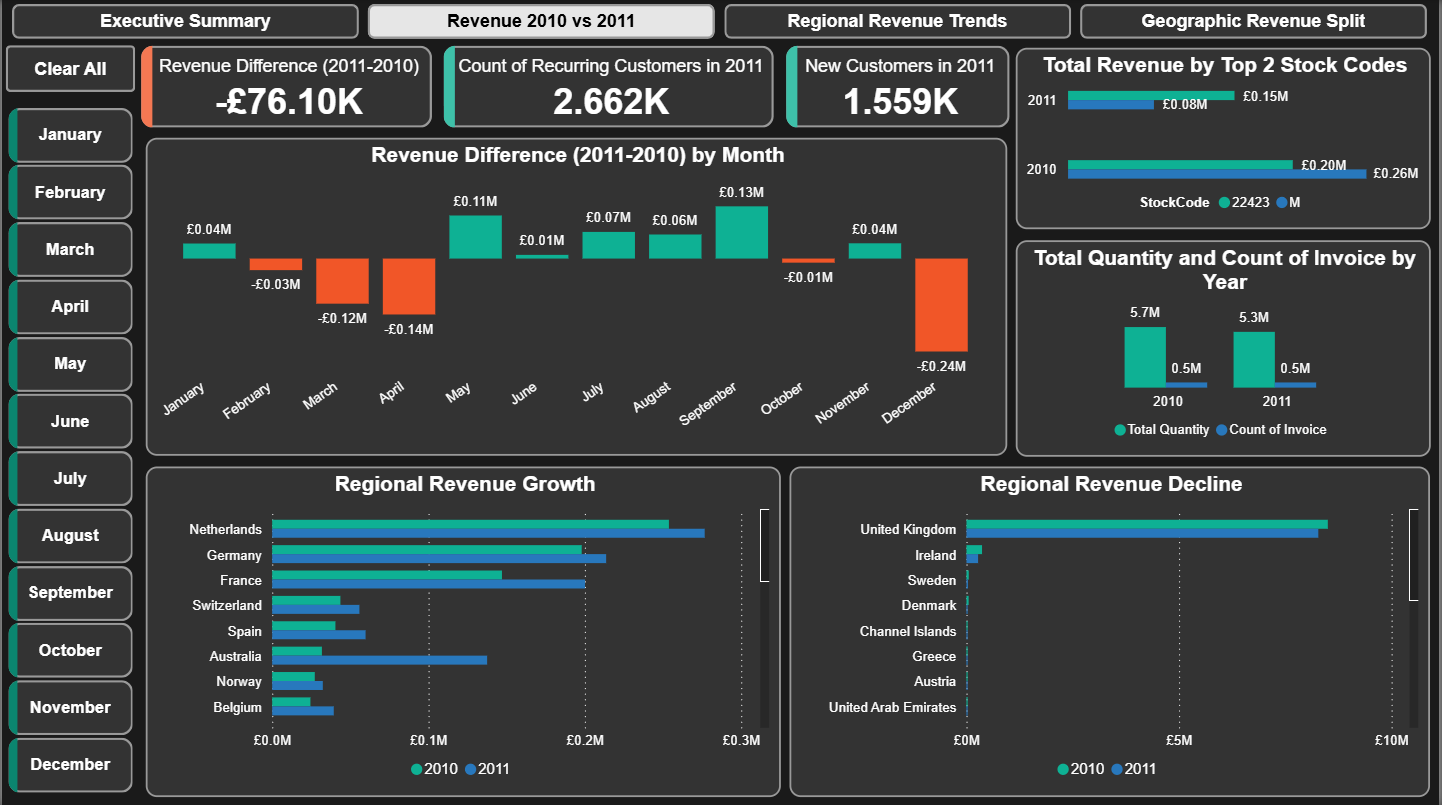 Executive Summary
Revenue 2010 vs 2011
Regional Revenue Trends
Geographic Revenue Split
Clear All
January
February
March
April
May
June
July
August
September
October
November
December
Revenue Difference (2011-2010)
-£76.10K
Count of Recurring Customers in 2011
2.662K
New Customers in 2011
1.559K
Revenue Difference (2011-2010) by Month
£0.04M
-£0.03M
-£0.12M
-£0.14M
£0.11M
£0.01M
£0.07M
£0.06M
£0.13M
-£0.01M
£0.04M
-£0.24M
January
February
March
April
May
June
July
August
September
October
November
December
Total Revenue by Top 2 Stock Codes
2011
£0.15M
£0.08M
2010
£0.20M
£0.26M
StockCode 22423 M
Total Quantity and Count of Invoice by
Year
5.7M
0.5M
5.3M
0.5M
2010
2011
Total Quantity Count of Invoice
Regional Revenue Growth
Netherlands
Germany
France
Switzerland
Spain
Australia
Norway
Belgium
£0.0M £0.1M £0.2M £0.3M
2010 2011
Regional Revenue Decline
United Kingdom
Ireland
Sweden
Denmark
Channel Islands
Greece
Austria
United Arab Emirates
£0M £5M £10M
2010 2011